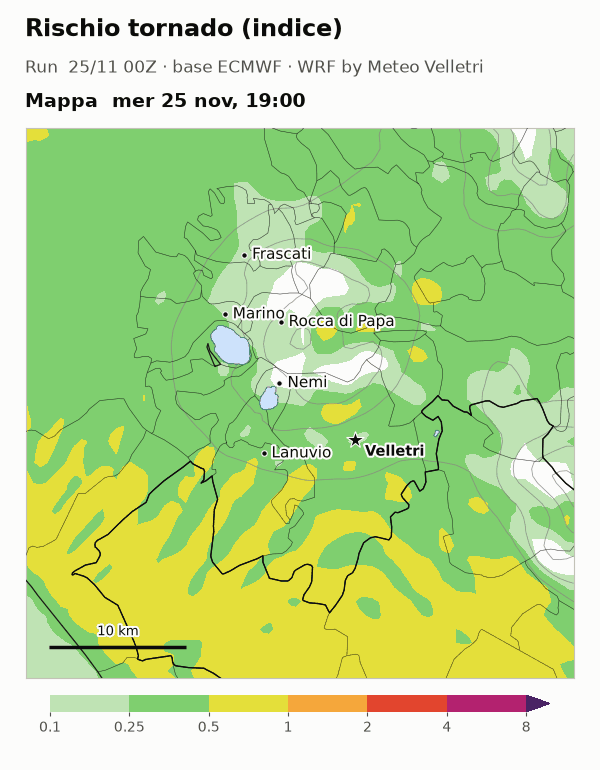 Rischio tornado (indice)
Run  25/11 00Z · base ECMWF · WRF by Meteo Velletri
Mappa  mer 25 nov, 19:00
Frascati
Marino
Rocca di Papa
Nemi
Velletri
Lanuvio
10 km
0.1 0.25 0.5 1 2 4 8